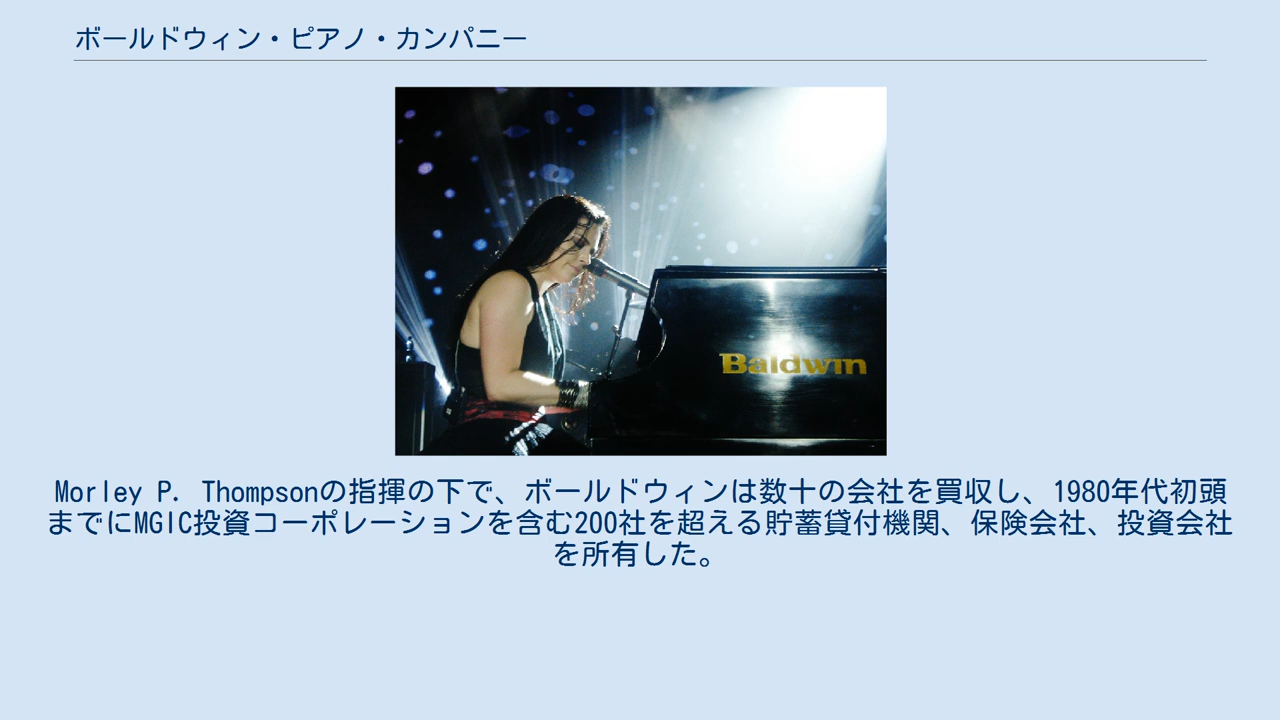 ボールドウィン・ピアノ・カンパニー
Baldwin
Morley P. Thompsonの指揮の下で、ボールドウィンは数十の会社を買収し、1980年代初頭
までにMGIC投資コーポレーションを含む200社を超える貯蓄貸付機関、保険会社、投資会社
を所有した。